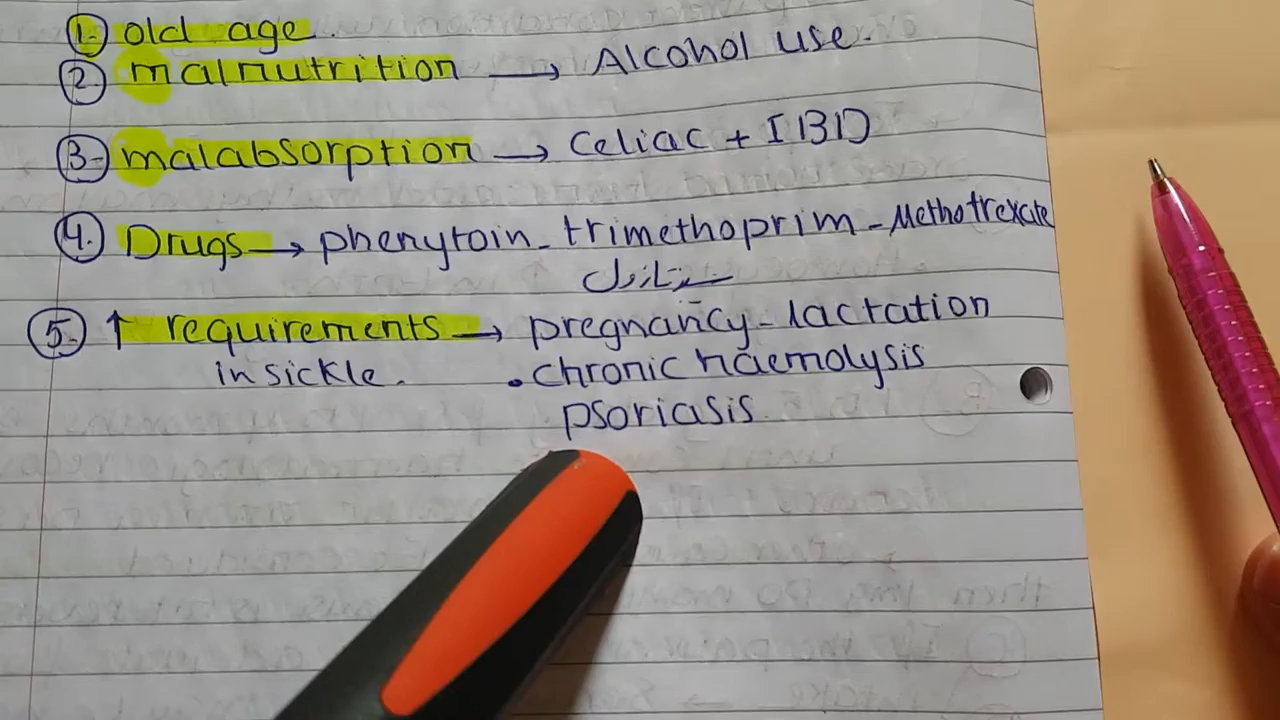 1. old age.
2. malnutrition → Alcohol use.
3- malabsorption → Celiac + IBD
4. Drugs → phenytoin - trimethoprim - Methotrexate
5. ↑ requirements → pregnancy - lactation
in sickle. • chronic haemolysis
psoriasis